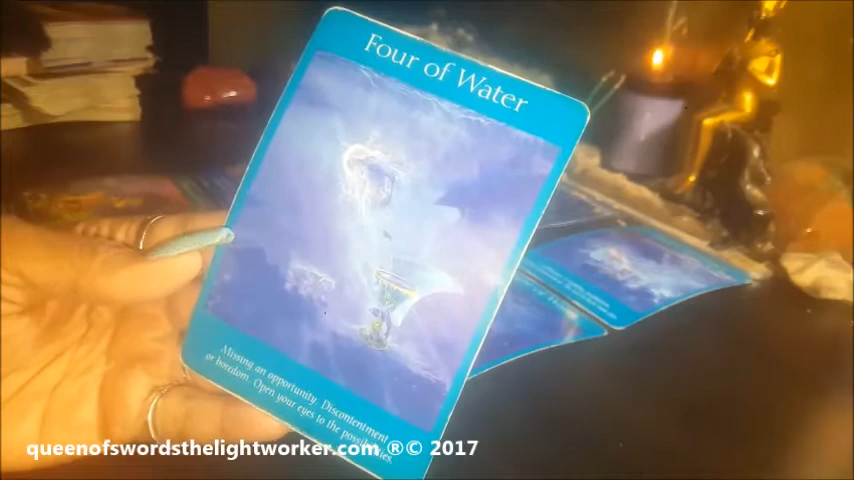 Four of Water
Missing an opportunity. Discontentment
or boredom. Open your eyes to the possibilities.
queenofswordsthelightworker.com ®© 2017